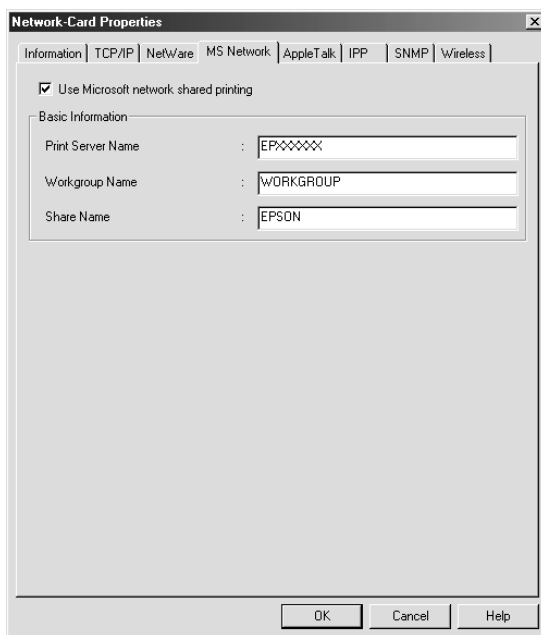 Network-Card Properties
Information TCP/IP NetWare MS Network AppleTalk IPP SNMP Wireless
Use Microsoft network shared printing
Basic Information
Print Server Name : EPXXXXXX
Workgroup Name : WORKGROUP
Share Name : EPSON
OK Cancel Help